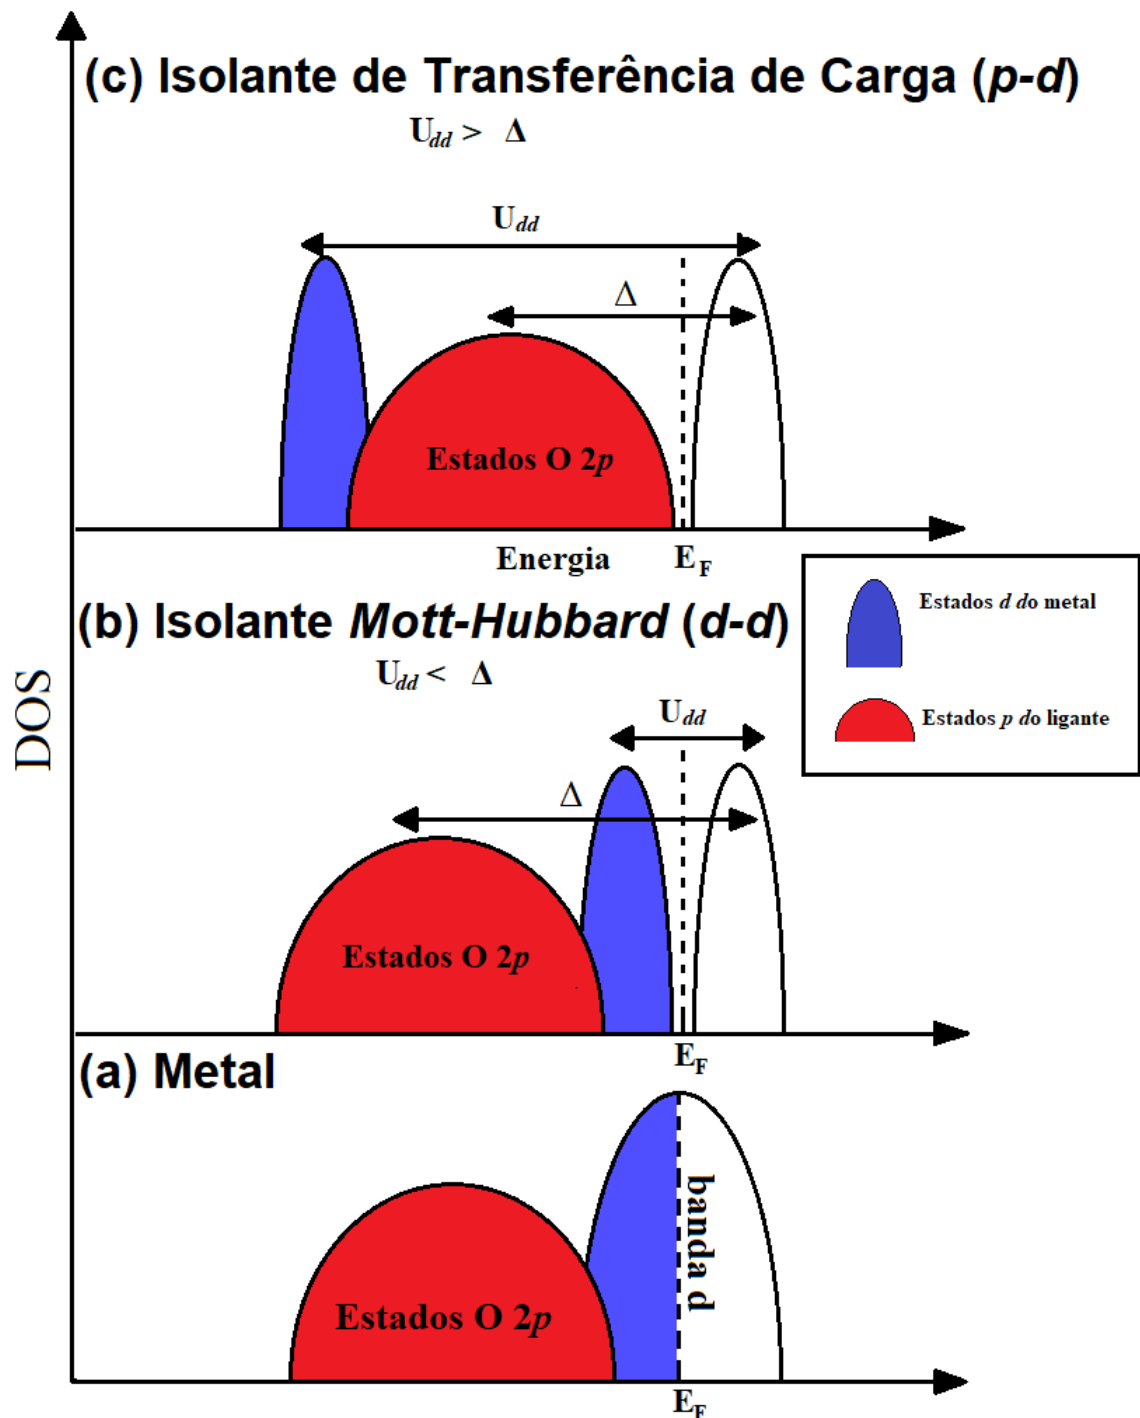 (c) Isolante de Transferência de Carga (p-d)
Udd > Δ
Udd
Δ
Estados O 2p
Energia
EF
Estados d do metal
Estados p do ligante
(b) Isolante Mott-Hubbard (d-d)
Udd < Δ
Udd
Δ
Estados O 2p
EF
DOS
(a) Metal
banda d
Estados O 2p
EF